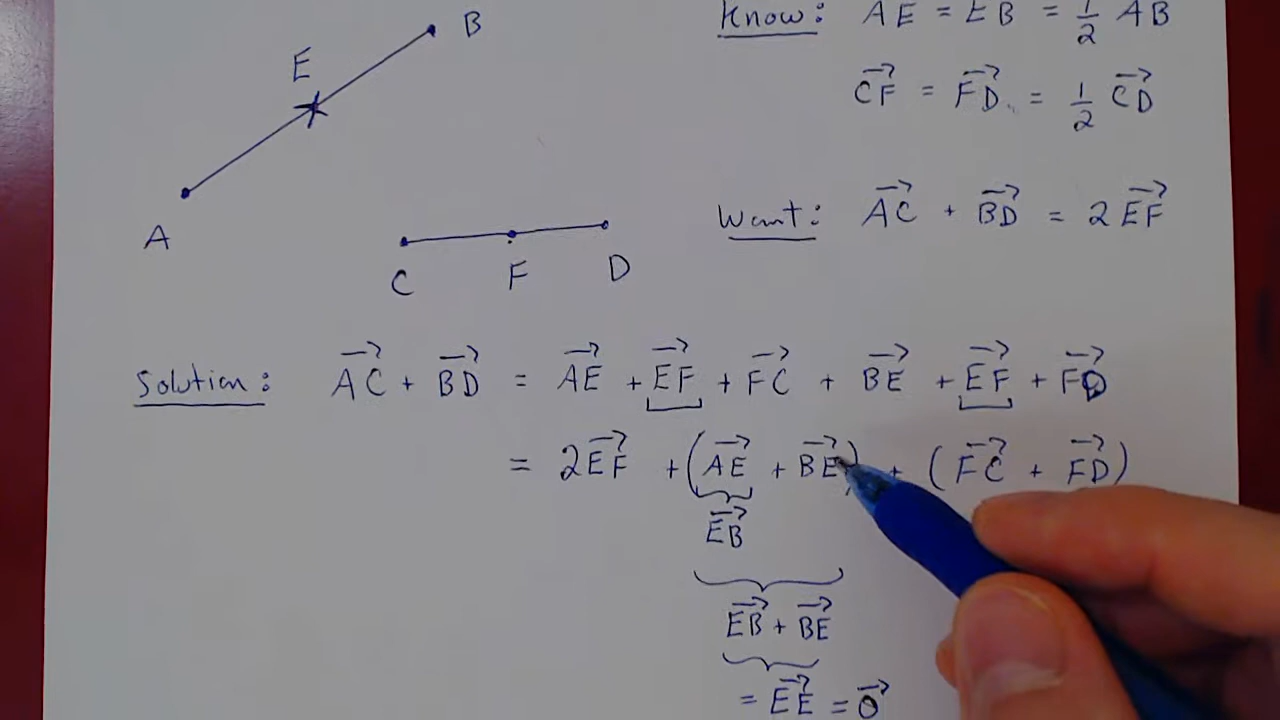 B
Know: AE = EB = 1/2 AB
E
CF→ = FD→ = 1/2 CD→
A
Want: AC→ + BD→ = 2EF→
C F D
Solution: AC→ + BD→ = AE→ + EF→ + FC→ + BE→ + EF→ + FD→
= 2EF→ + (AE→ + BE→) + (FC→ + FD→)
EB→
EB→ + BE→
= EE→ = 0→